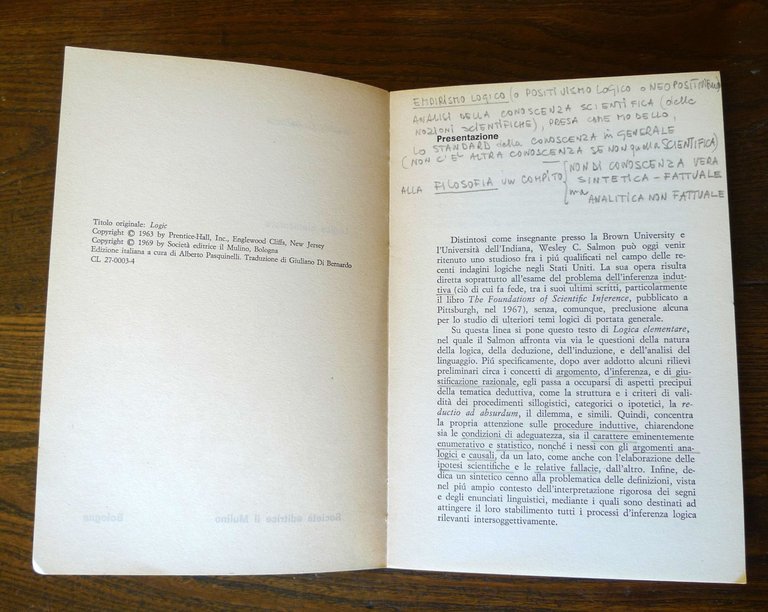 Titolo originale: Logic
Copyright © 1963 by Prentice-Hall, Inc., Englewood Cliffs, New Jersey
Copyright © 1969 by Società editrice il Mulino, Bologna
Edizione italiana a cura di Alberto Pasquinelli. Traduzione di Giuliano Di Bernardo
CL 27-0003-4
Società editrice il Mulino Bologna
EMPIRISMO LOGICO (o POSITIVISMO LOGICO o NEOPOSITIVISMO)
ANALISI DELLA CONOSCENZA SCIENTIFICA (delle
NOZIONI SCIENTIFICHE), PRESA COME MODELLO,
Presentazione
LO STANDARD della CONOSCENZA in GENERALE
(NON C'E' ALTRA CONOSCENZA SE NON quella SCIENTIFICA)
ALLA FILOSOFIA UN COMPITO
NON DI CONOSCENZA VERA
SINTETICA - FATTUALE
ma
ANALITICA NON FATTUALE
Distintosi come insegnante presso la Brown University e
l'Università dell'Indiana, Wesley C. Salmon può oggi venir
ritenuto uno studioso fra i piú qualificati nel campo delle re-
centi indagini logiche negli Stati Uniti. La sua opera risulta
diretta soprattutto all'esame del problema dell'inferenza indut-
tiva (ciò di cui fa fede, tra i suoi ultimi scritti, particolarmente
il libro The Foundations of Scientific Inference, pubblicato a
Pittsburgh, nel 1967), senza, comunque, preclusione alcuna
per lo studio di ulteriori temi logici di portata generale.
Su questa linea si pone questo testo di Logica elementare,
nel quale il Salmon affronta via via le questioni della natura
della logica, della deduzione, dell'induzione, e dell'analisi del
linguaggio. Piú specificamente, dopo aver addotto alcuni rilievi
preliminari circa i concetti di argomento, d'inferenza, e di giu-
stificazione razionale, egli passa a occuparsi di aspetti precipui
della tematica deduttiva, come la struttura e i criteri di vali-
dità dei procedimenti sillogistici, categorici o ipotetici, la re-
ductio ad absurdum, il dilemma, e simili. Quindi, concentra
la propria attenzione sulle procedure induttive, chiarendone
sia le condizioni di adeguatezza, sia il carattere eminentemente
enumerativo e statistico, nonché i nessi con gli argomenti ana-
logici e causali, da un lato, come anche con l'elaborazione delle
ipotesi scientifiche e le relative fallacie, dall'altro. Infine, de-
dica un sintetico cenno alla problematica delle definizioni, vista
nel piú ampio contesto dell'interpretazione rigorosa dei segni
e degli enunciati linguistici, mediante i quali sono destinati ad
attingere il loro stabilimento tutti i processi d'inferenza logica
rilevanti intersoggettivamente.